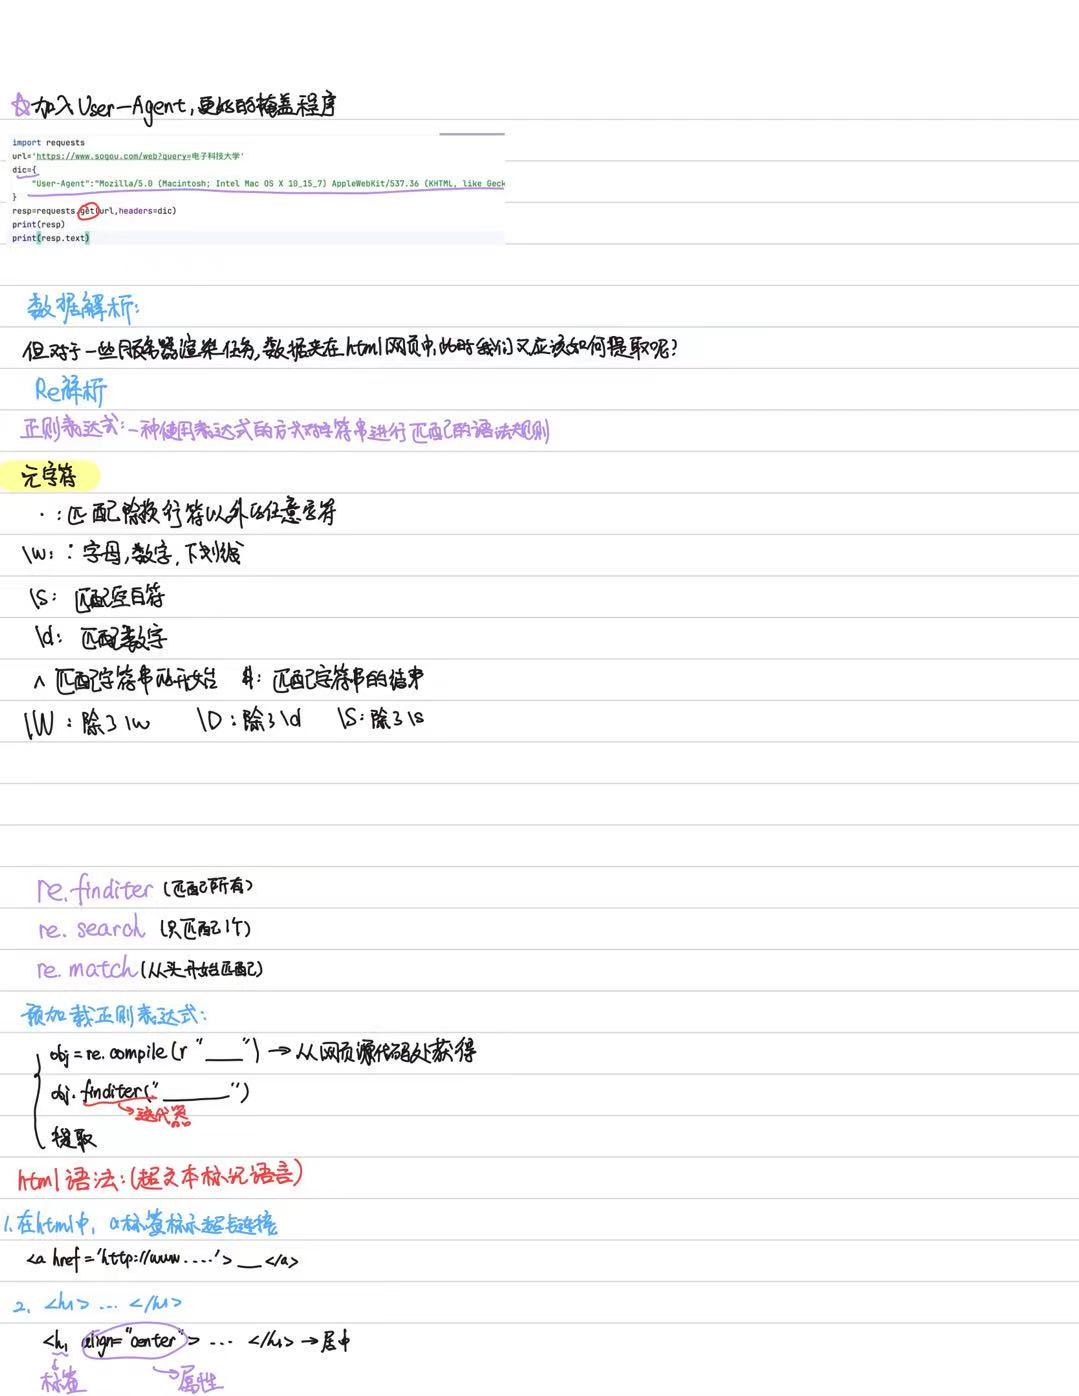 ☆加入User-Agent,更好的掩盖程序
import requests
url='https://www.sogou.com/web?query=电子科技大学'
dic={
"User-Agent":"Mozilla/5.0 (Macintosh; Intel Mac OS X 10_15_7) AppleWebKit/537.36 (KHTML, like Geck
}
resp=requests.get(url,headers=dic)
print(resp)
print(resp.text)
数据解析:
但对于一些服务器渲染任务,数据夹在html网页中,此时我们又应该如何提取呢?
Re解析
正则表达式:一种使用表达式的方式对字符串进行匹配的语法规则
元字符
.:匹配除换行符以外的任意字符
\w::字母,数字,下划线
\s: 匹配空白符
\d: 匹配数字
^ 匹配字符串的开始 $: 匹配字符串的结束
\W:除了\w \D:除了\d \S:除了\s
re.finditer (匹配所有)
re.search (只匹配1个)
re.match (从头开始匹配)
预加载正则表达式:
obj=re.compile(r"___")→从网页源代码处获得
obj.finditer("______")
→迭代器
提取
html语法:(超文本标记语言)
1.在html中, a标签标示超链接
<a href='http://www....'>__</a>
2. <h1>...</h1>
<h1 align="center">...</h1>→居中
标签 →属性